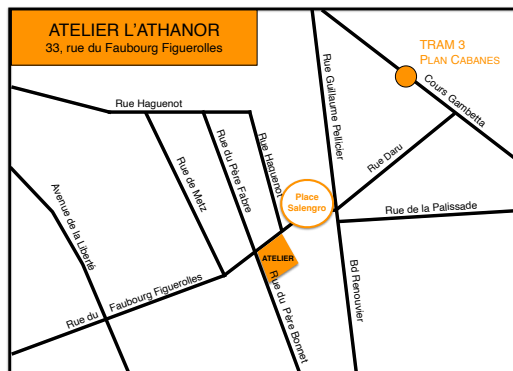 ATELIER L'ATHANOR
33, rue du Faubourg Figuerolles
TRAM 3
PLAN CABANES
Cours Gambetta
Rue Guillaume Pellicier
Rue Haguenot
Rue Haguenot
Rue du Père Fabre
Rue de Metz
Rue Daru
Avenue de la Liberté
Place
Salengro
Rue de la Palissade
ATELIER
Bd Renouvier
Rue du Faubourg Figuerolles
Rue du Père Bonnet